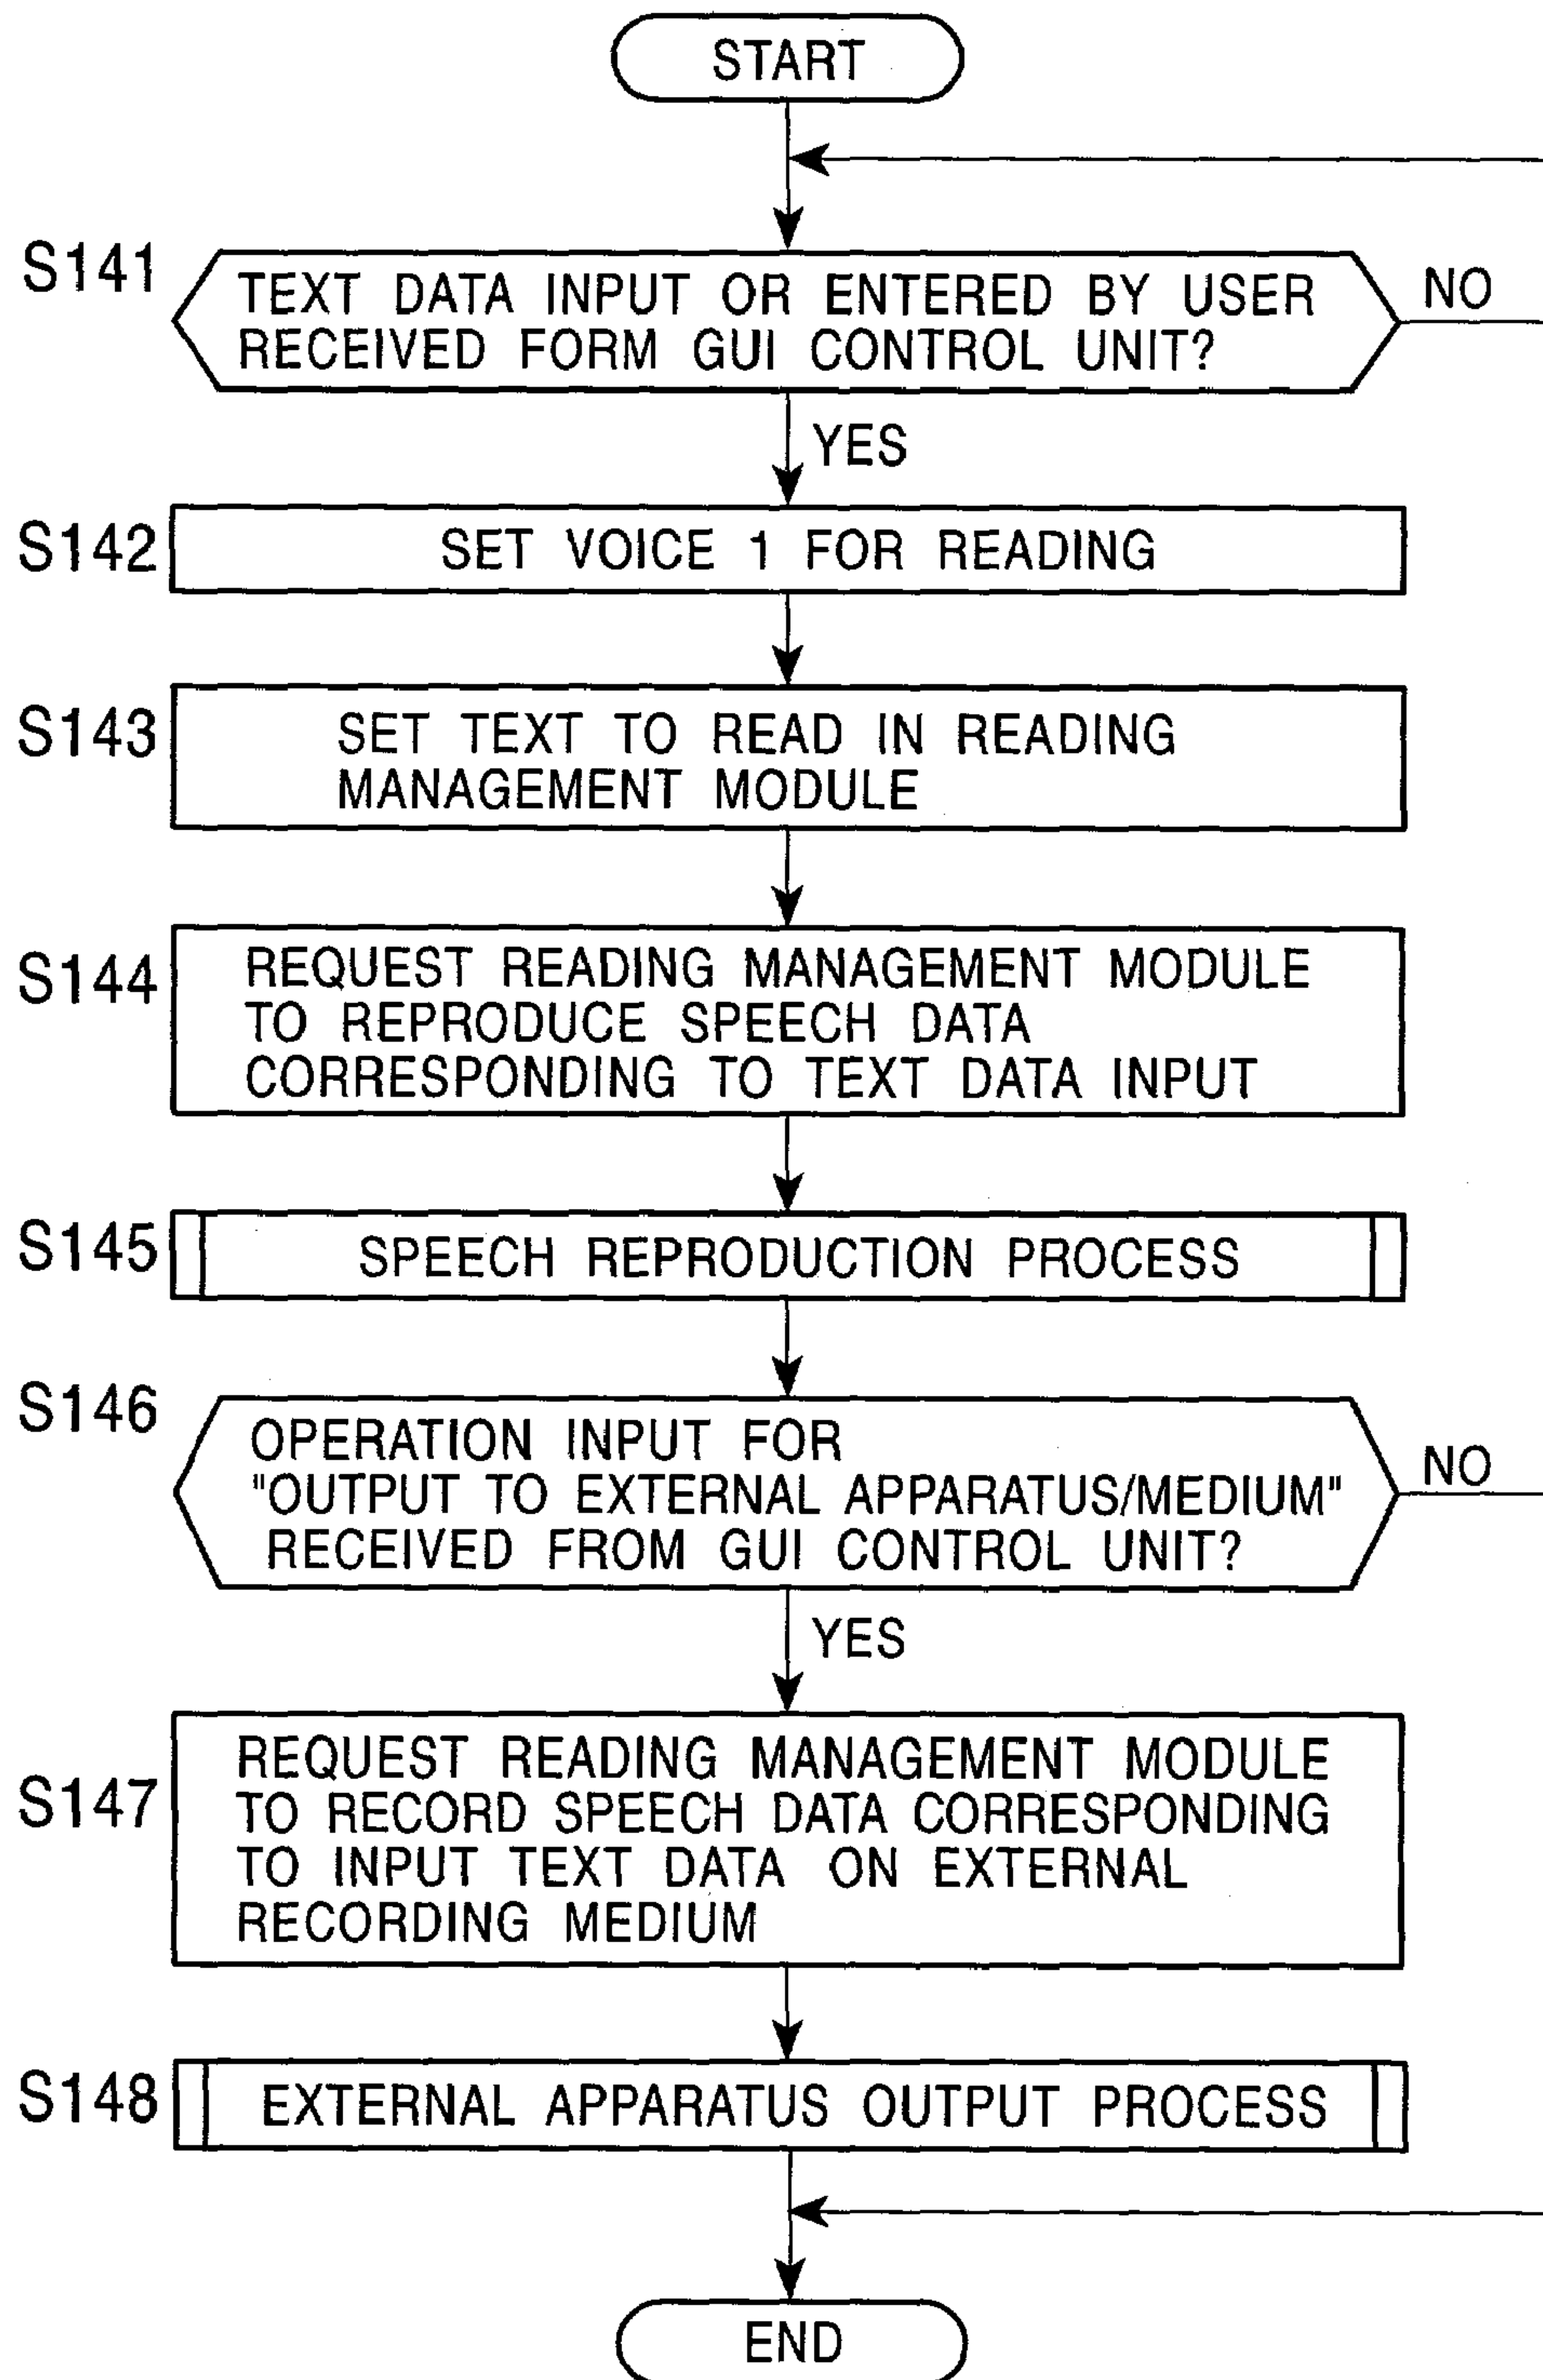 START
S141
TEXT DATA INPUT OR ENTERED BY USER
RECEIVED FORM GUI CONTROL UNIT?
NO
YES
S142
SET VOICE 1 FOR READING
S143
SET TEXT TO READ IN READING
MANAGEMENT MODULE
S144
REQUEST READING MANAGEMENT MODULE
TO REPRODUCE SPEECH DATA
CORRESPONDING TO TEXT DATA INPUT
S145
SPEECH REPRODUCTION PROCESS
S146
OPERATION INPUT FOR
"OUTPUT TO EXTERNAL APPARATUS/MEDIUM"
RECEIVED FROM GUI CONTROL UNIT?
NO
YES
S147
REQUEST READING MANAGEMENT MODULE
TO RECORD SPEECH DATA CORRESPONDING
TO INPUT TEXT DATA ON EXTERNAL
RECORDING MEDIUM
S148
EXTERNAL APPARATUS OUTPUT PROCESS
END